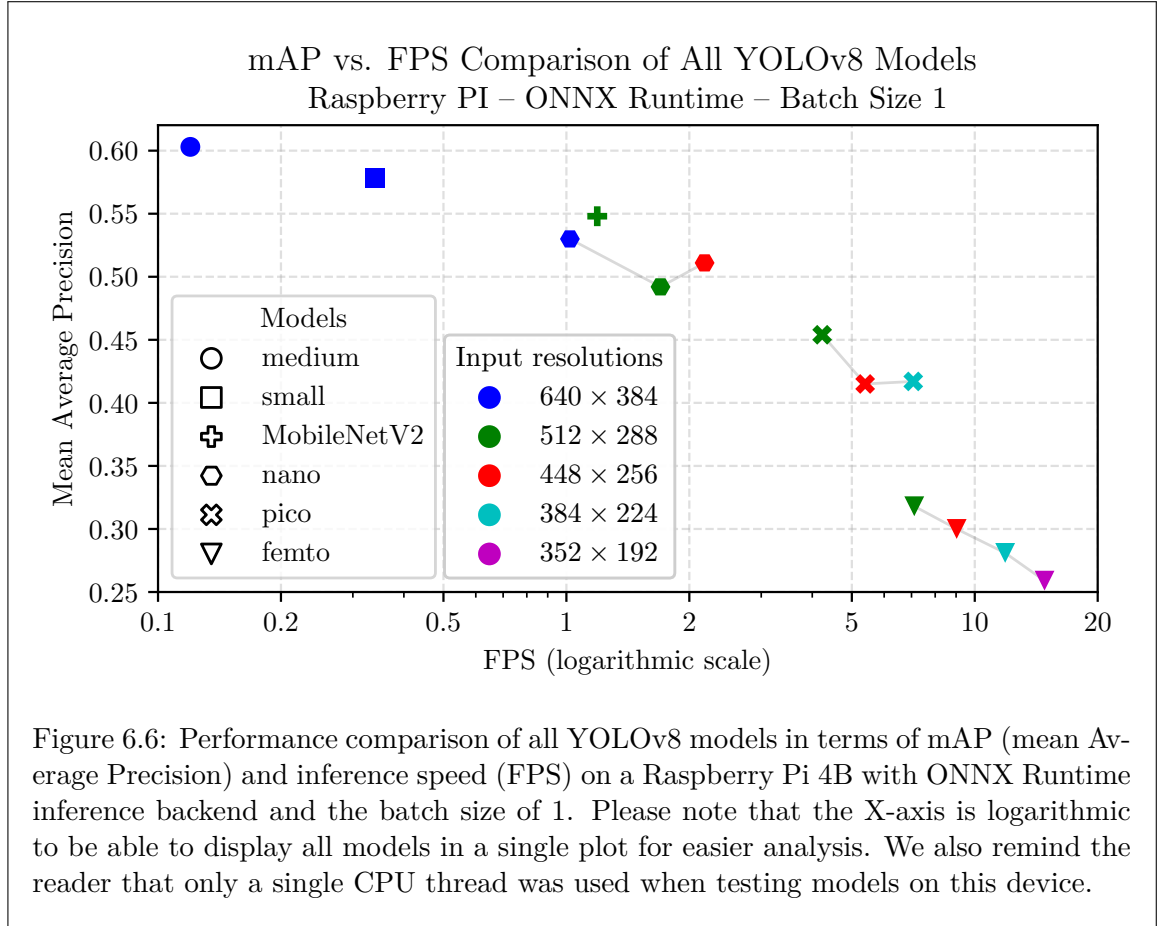 mAP vs. FPS Comparison of All YOLOv8 Models
Raspberry PI – ONNX Runtime – Batch Size 1
Mean Average Precision
0.60
0.55
0.50
0.45
0.40
0.35
0.30
0.25
Models
medium
small
MobileNetV2
nano
pico
femto
Input resolutions
640 × 384
512 × 288
448 × 256
384 × 224
352 × 192
0.1 0.2 0.5 1 2 5 10 20
FPS (logarithmic scale)
Figure 6.6: Performance comparison of all YOLOv8 models in terms of mAP (mean Av-
erage Precision) and inference speed (FPS) on a Raspberry Pi 4B with ONNX Runtime
inference backend and the batch size of 1. Please note that the X-axis is logarithmic
to be able to display all models in a single plot for easier analysis. We also remind the
reader that only a single CPU thread was used when testing models on this device.